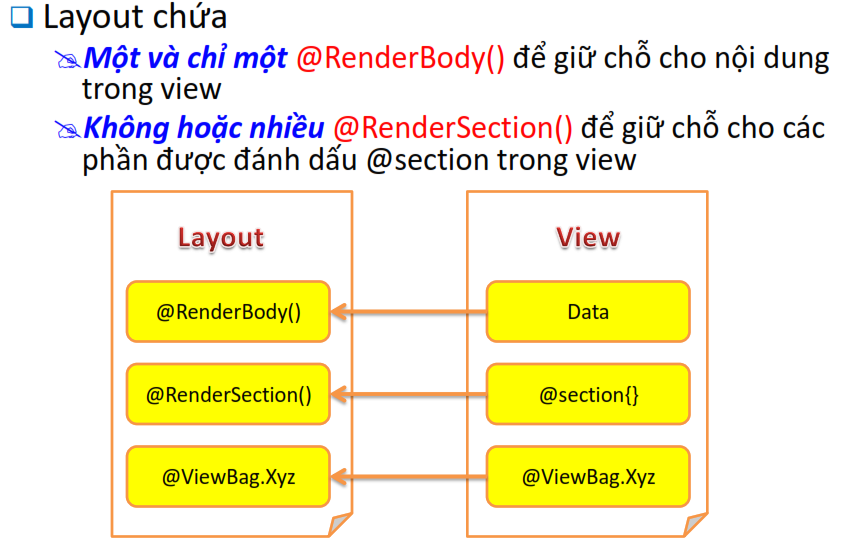 Layout chứa
Một và chỉ một @RenderBody() để giữ chỗ cho nội dung
trong view
Không hoặc nhiều @RenderSection() để giữ chỗ cho các
phần được đánh dấu @section trong view
Layout
View
@RenderBody()
Data
@RenderSection()
@section{}
@ViewBag.Xyz
@ViewBag.Xyz